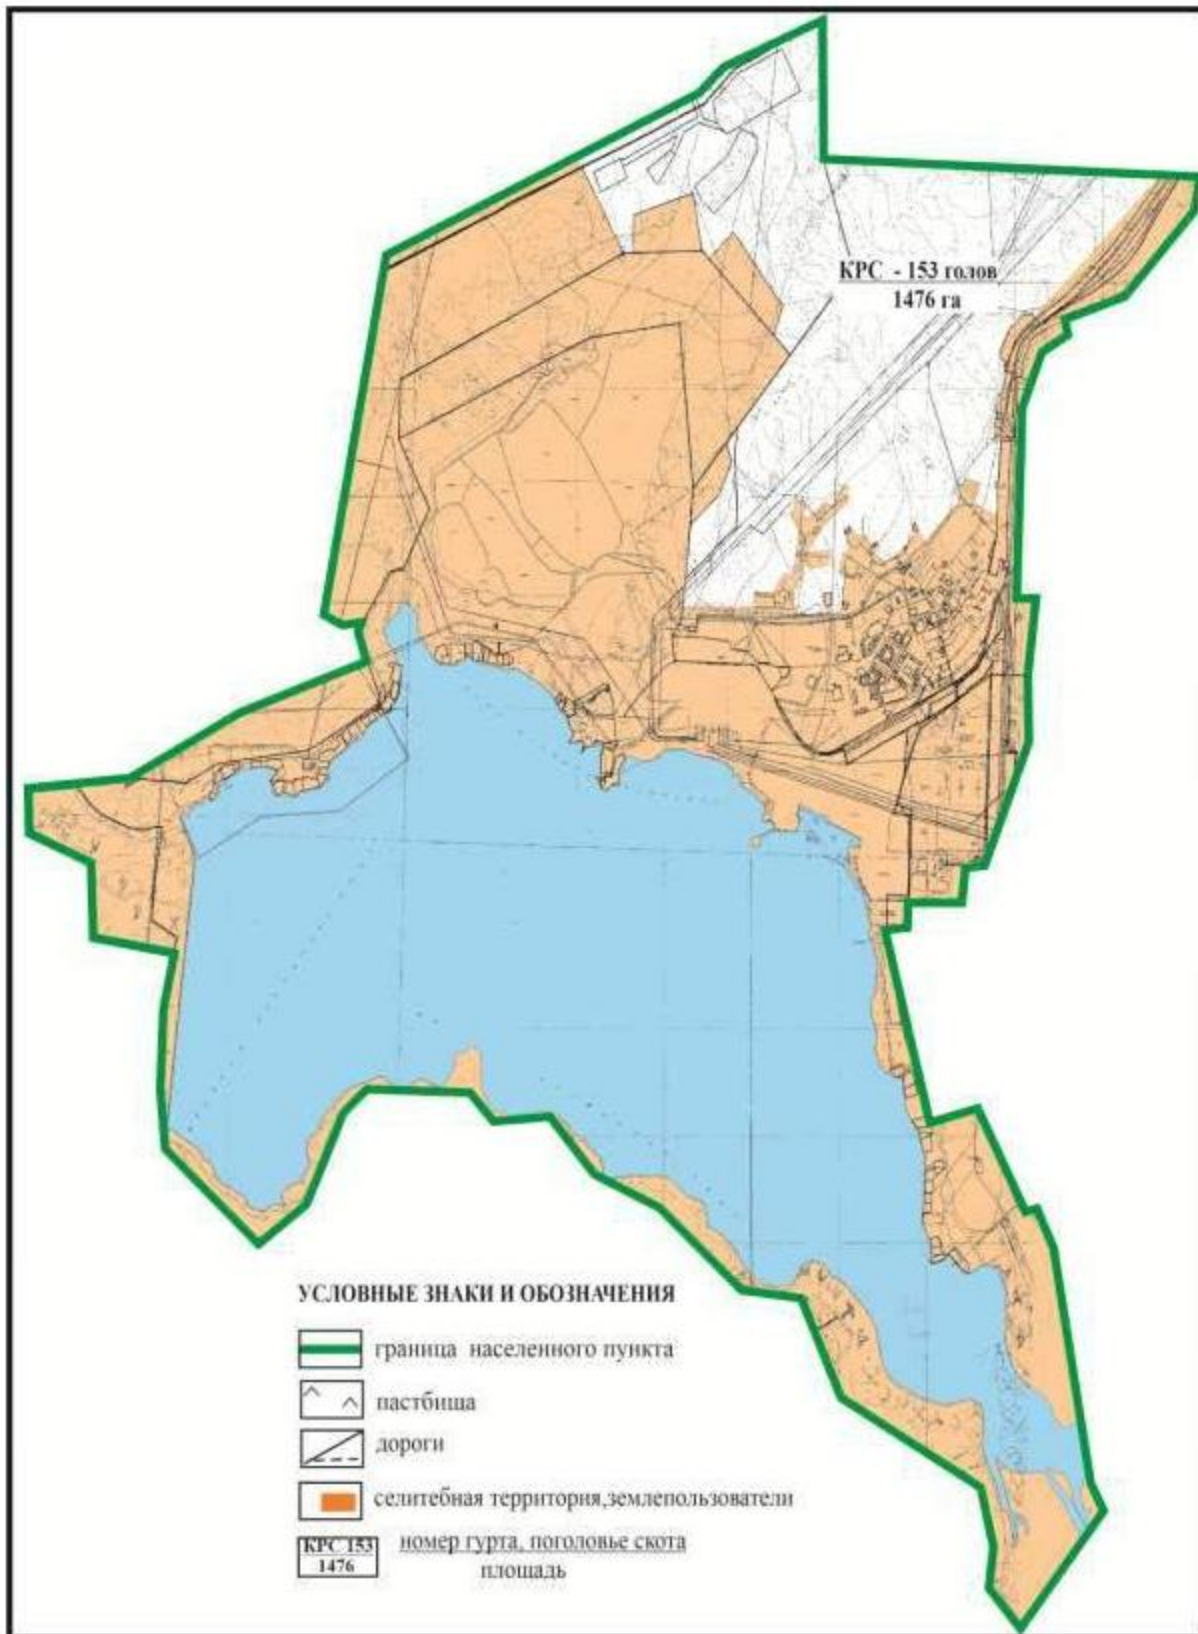 КРС - 153 голов
1476 га
УСЛОВНЫЕ ЗНАКИ И ОБОЗНАЧЕНИЯ
граница населенного пункта
пастбища
дороги
селитебная территория,землепользователи
КРС 153
1476
номер гурта, поголовье скота
площадь